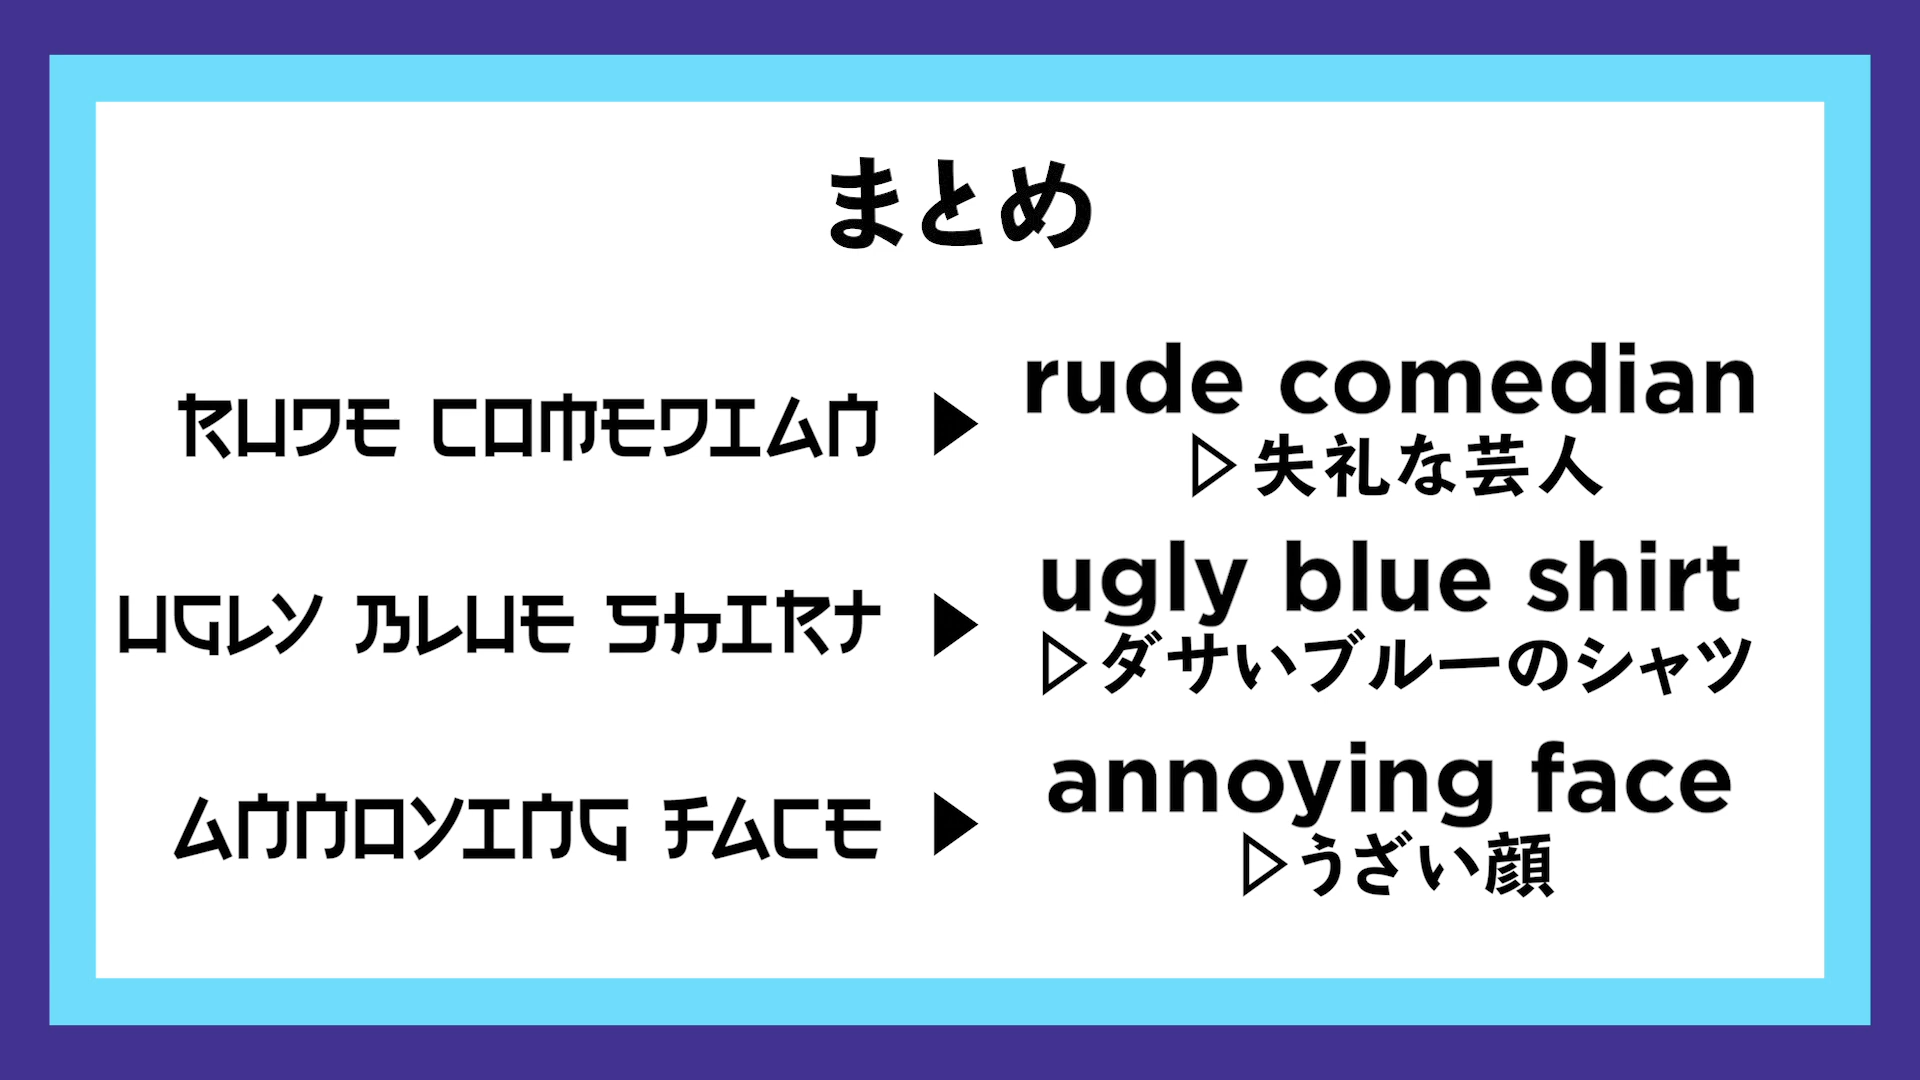 まとめ
RUDE COMEDIAN ▶ rude comedian
▷失礼な芸人
UGLY BLUE SHIRT ▶ ugly blue shirt
▷ダサいブルーのシャツ
ANNOYING FACE ▶ annoying face
▷うざい顔